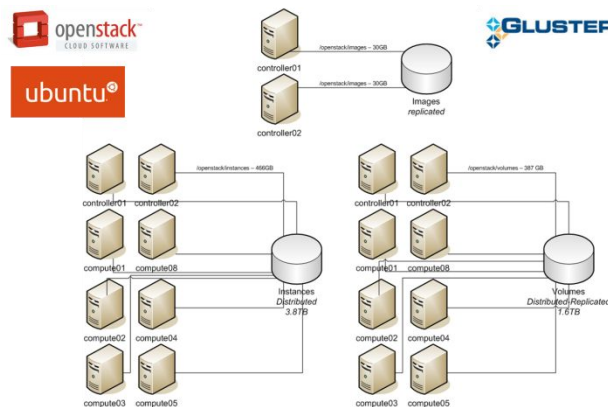 openstack™
CLOUD SOFTWARE
ubuntu
GLUSTER
/openstack/images – 30GB
controller01
/openstack/images – 30GB
controller02
Images
replicated
/openstack/instances – 466GB
controller01 controller02
compute01 compute08
Instances
Distributed
3.8TB
compute02 compute04
compute03 compute05
/openstack/volumes – 387 GB
controller01 controller02
compute01 compute08
Volumes
Distributed-Replicated
1.6TB
compute02 compute04
compute03 compute05